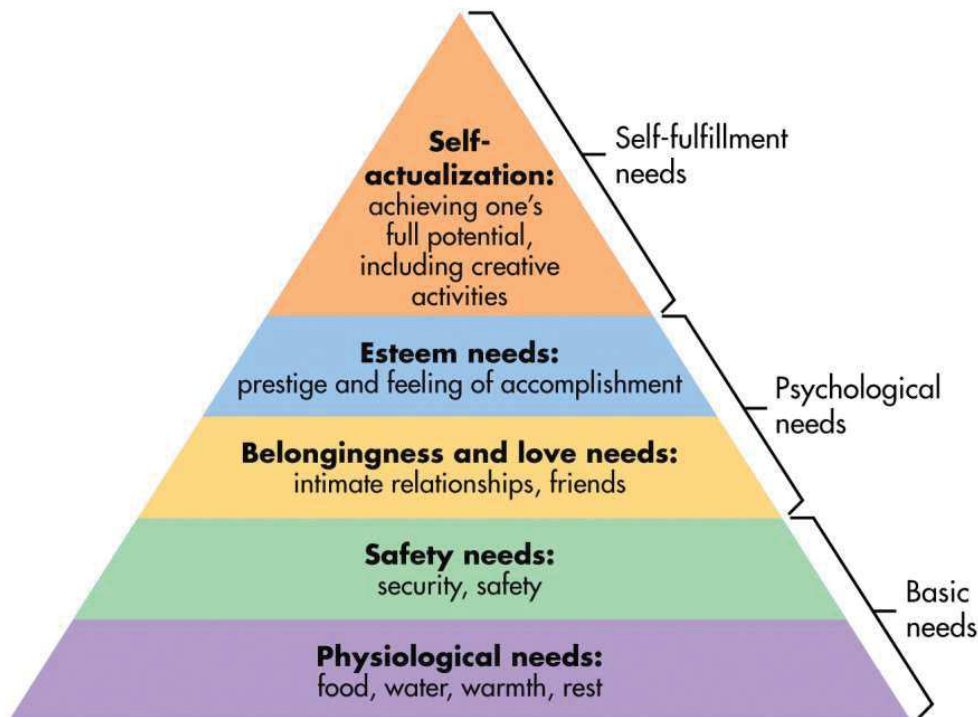 Self-
actualization:
achieving one's
full potential,
including creative
activities
Self-fulfillment
needs
Esteem needs:
prestige and feeling of accomplishment
Psychological
needs
Belongingness and love needs:
intimate relationships, friends
Safety needs:
security, safety
Basic
needs
Physiological needs:
food, water, warmth, rest